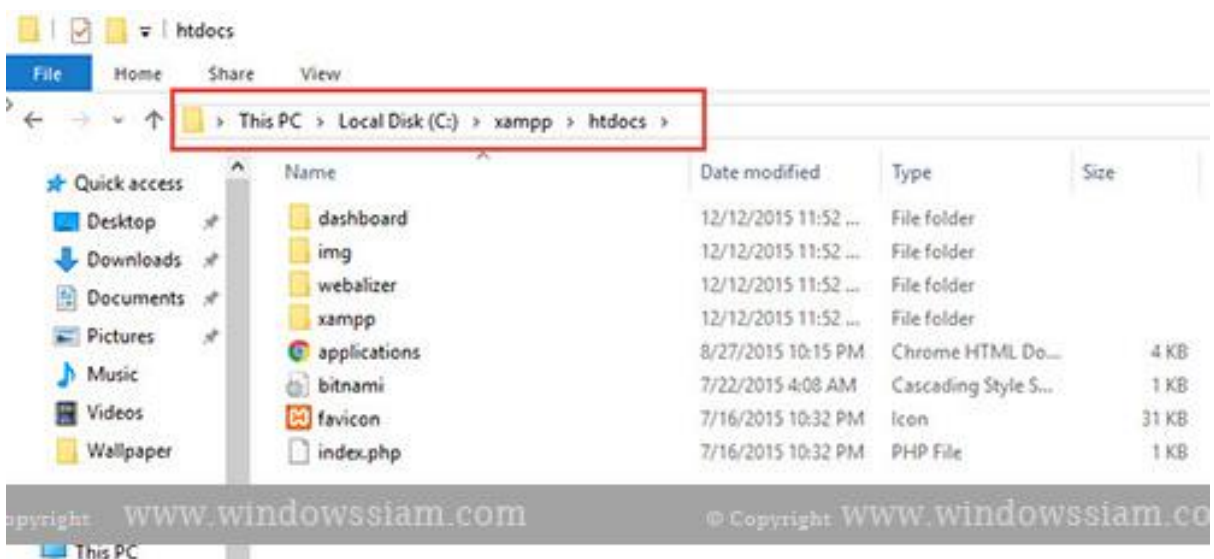 htdocs
File Home Share View
This PC > Local Disk (C:) > xampp > htdocs >
Name Date modified Type Size
Quick access
Desktop
Downloads
Documents
Pictures
Music
Videos
Wallpaper
dashboard 12/12/2015 11:52 ... File folder
img 12/12/2015 11:52 ... File folder
webalizer 12/12/2015 11:52 ... File folder
xampp 12/12/2015 11:52 ... File folder
applications 8/27/2015 10:15 PM Chrome HTML Do... 4 KB
bitnami 7/22/2015 4:08 AM Cascading Style S... 1 KB
favicon 7/16/2015 10:32 PM Icon 31 KB
index.php 7/16/2015 10:32 PM PHP File 1 KB
opyright www.windowssiam.com © Copyright www.windowssiam.co
This PC